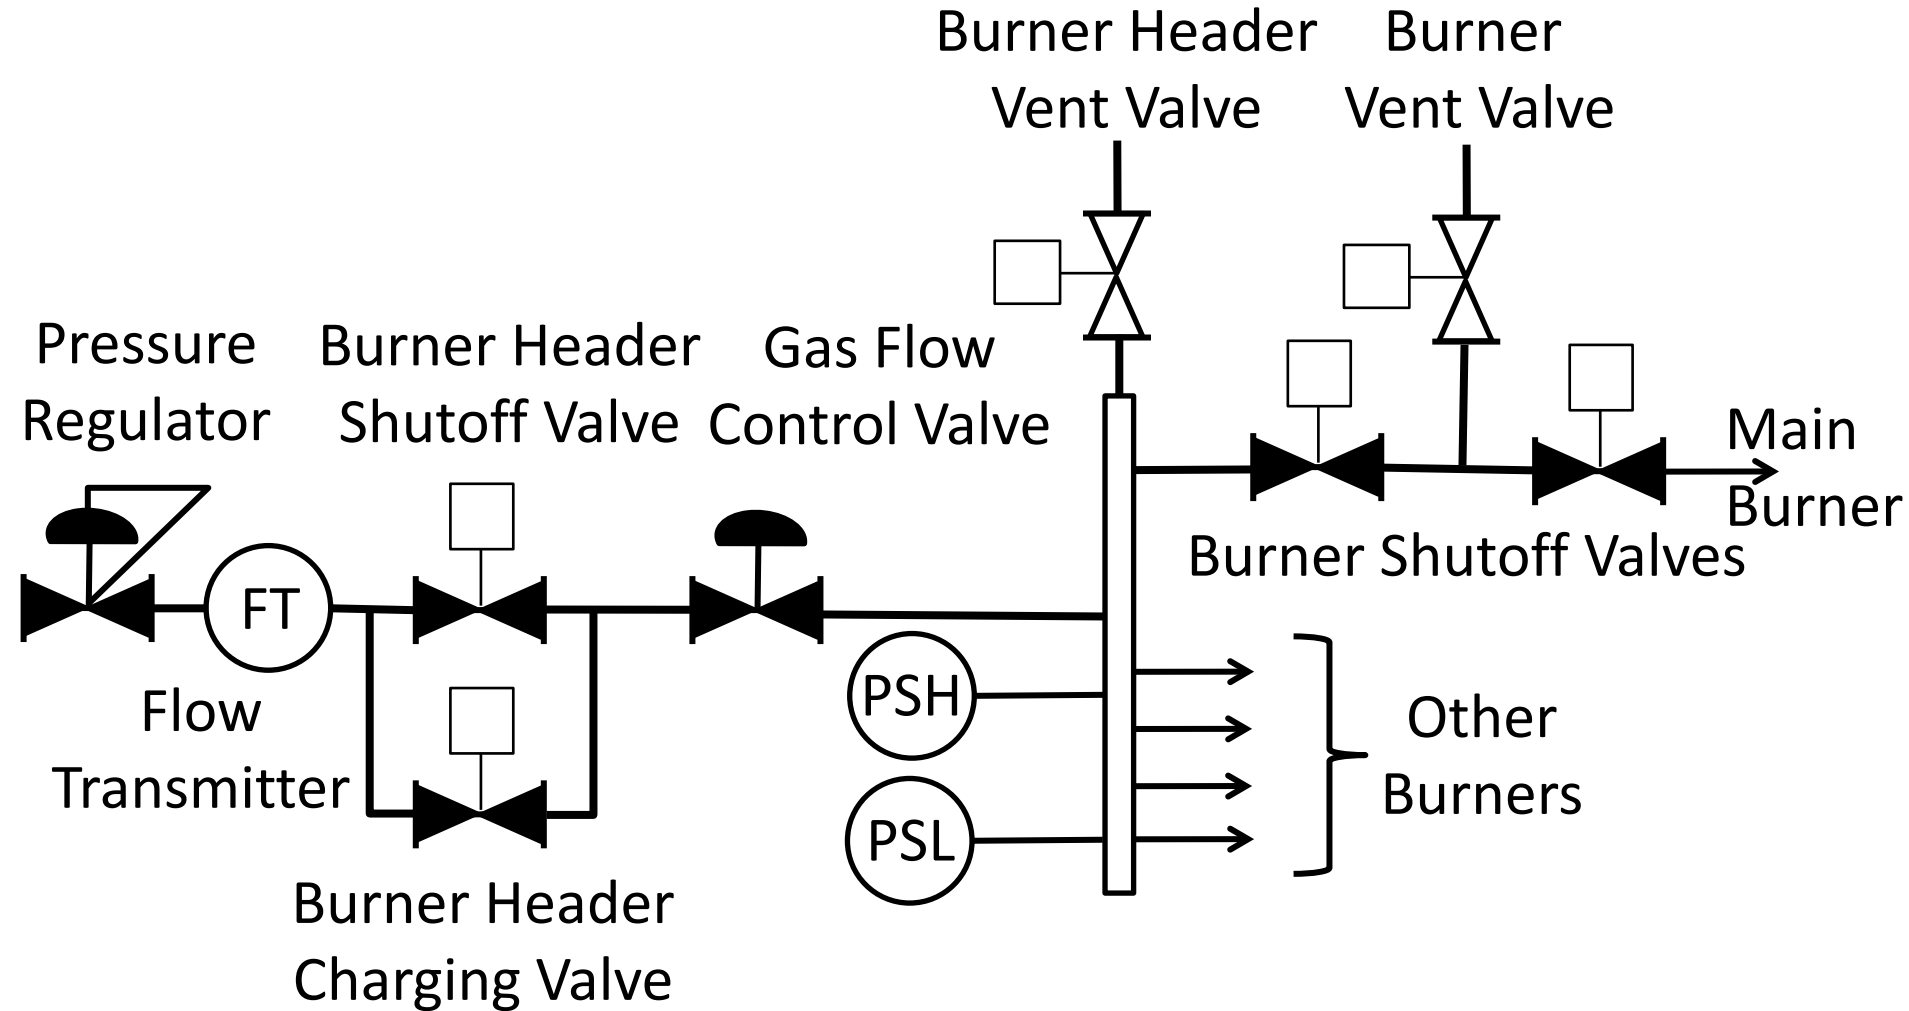 Burner Header
Vent Valve
Burner
Vent Valve
Pressure
Regulator
Burner Header
Shutoff Valve
Gas Flow
Control Valve
Main
Burner
Burner Shutoff Valves
FT
Flow
Transmitter
PSH
PSL
Other
Burners
Burner Header
Charging Valve